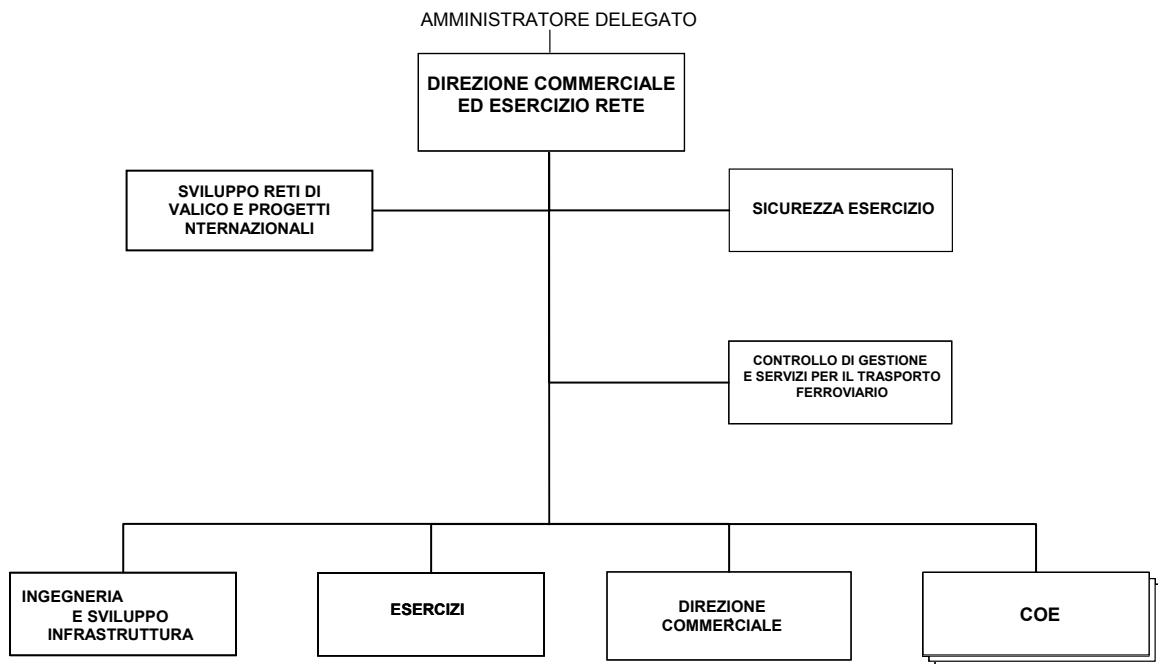 AMMINISTRATORE DELEGATO
DIREZIONE COMMERCIALE
ED ESERCIZIO RETE
SVILUPPO RETI DI
VALICO E PROGETTI
NTERNAZIONALI
SICUREZZA ESERCIZIO
CONTROLLO DI GESTIONE
E SERVIZI PER IL TRASPORTO
FERROVIARIO
INGEGNERIA
E SVILUPPO
INFRASTRUTTURA
ESERCIZI
DIREZIONE
COMMERCIALE
COE